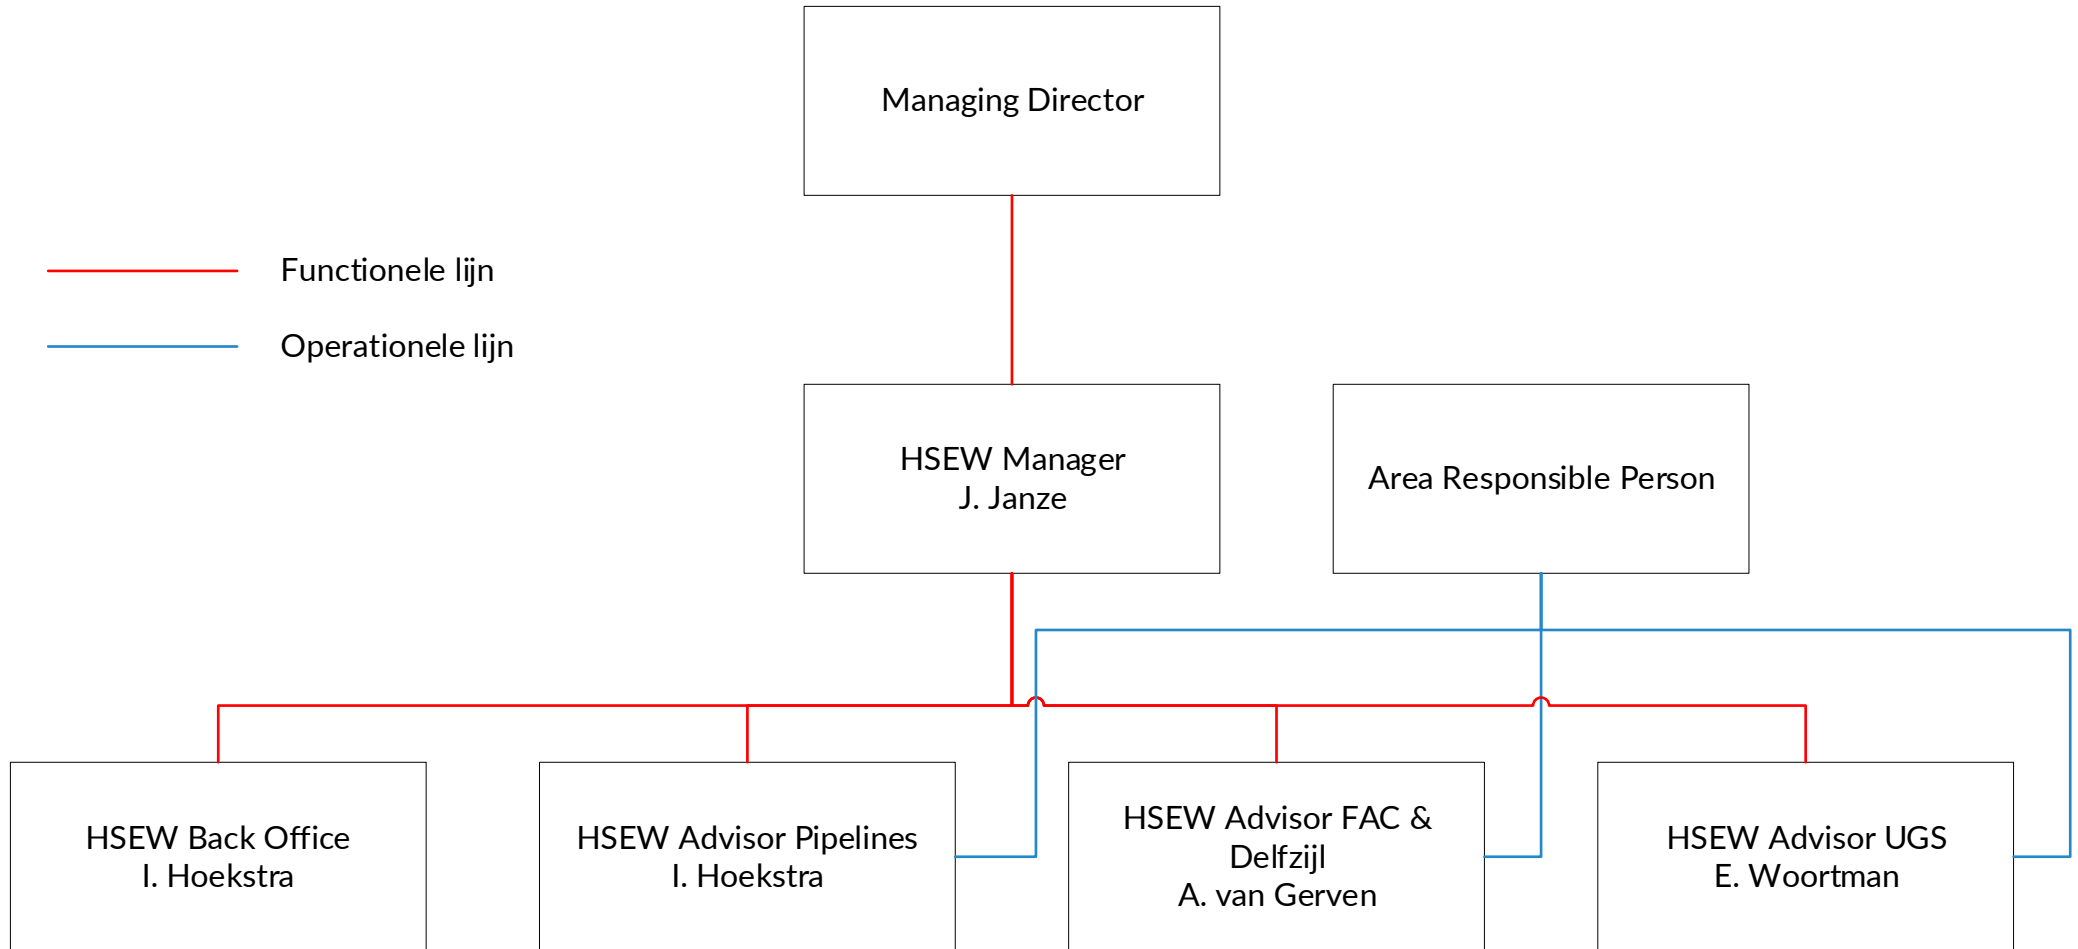 Managing Director
Functionele lijn
Operationele lijn
HSEW Manager
J. Janze
Area Responsible Person
HSEW Back Office
I. Hoekstra
HSEW Advisor Pipelines
I. Hoekstra
HSEW Advisor FAC &
Delfzijl
A. van Gerven
HSEW Advisor UGS
E. Woortman